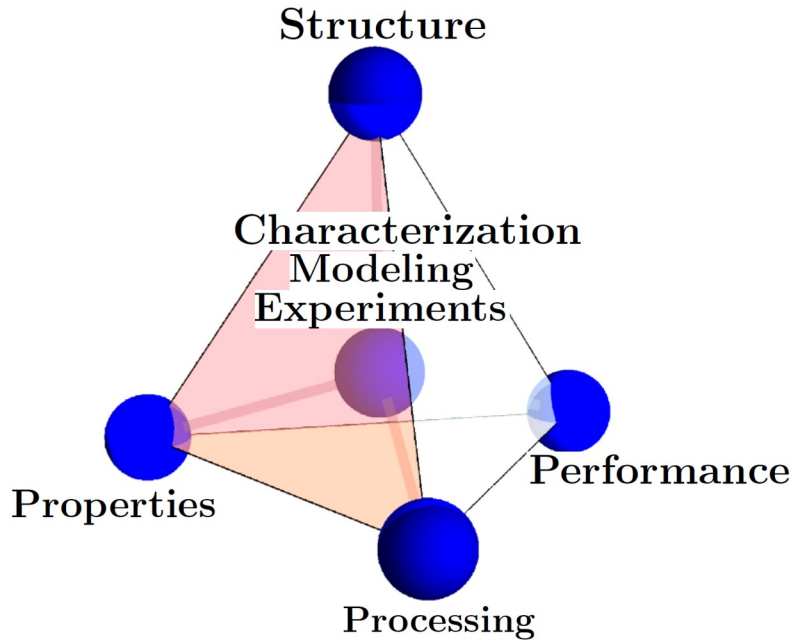 Structure
Characterization
Modeling
Experiments
Performance
Properties
Processing